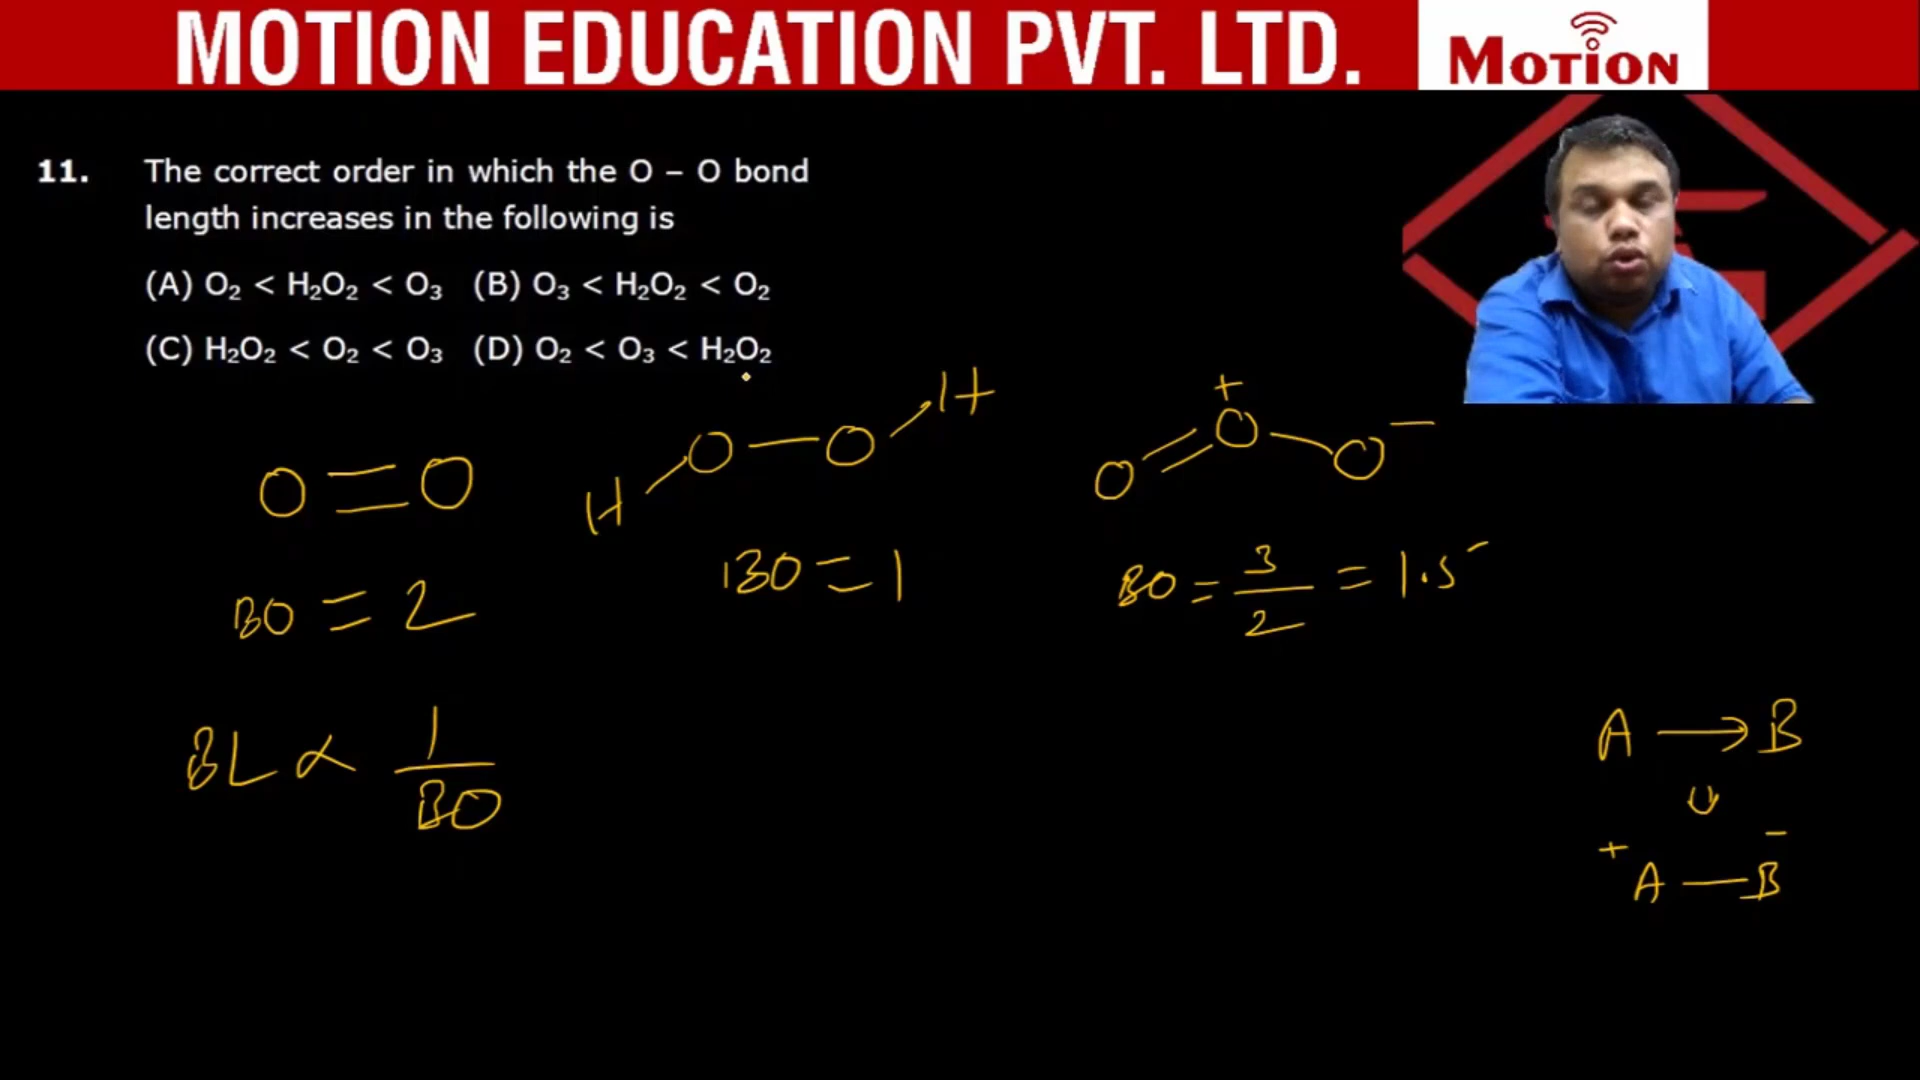 MOTION EDUCATION PVT. LTD.
MOTION
11. The correct order in which the O – O bond
length increases in the following is
(A) O₂ < H₂O₂ < O₃ (B) O₃ < H₂O₂ < O₂
(C) H₂O₂ < O₂ < O₃ (D) O₂ < O₃ < H₂O₂
O=O
H-O-O-H
O=O⁺-O⁻
BO = 2
BO = 1
BO = 3/2 = 1.5
BL ∝ 1/BO
A → B
⁺A — B⁻